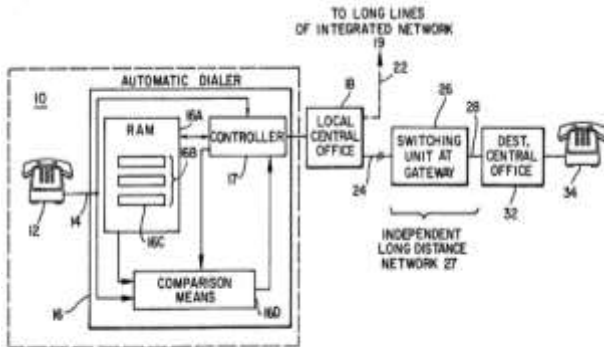 TO LONG LINES
OF INTEGRATED NETWORK
19
22
AUTOMATIC DIALER
10
RAM
16A
CONTROLLER
17
16B
16C
12
14
COMPARISON
MEANS
16D
16
18
LOCAL
CENTRAL
OFFICE
24
26
SWITCHING
UNIT AT
GATEWAY
28
DEST.
CENTRAL
OFFICE
32
34
INDEPENDENT
LONG DISTANCE
NETWORK 27